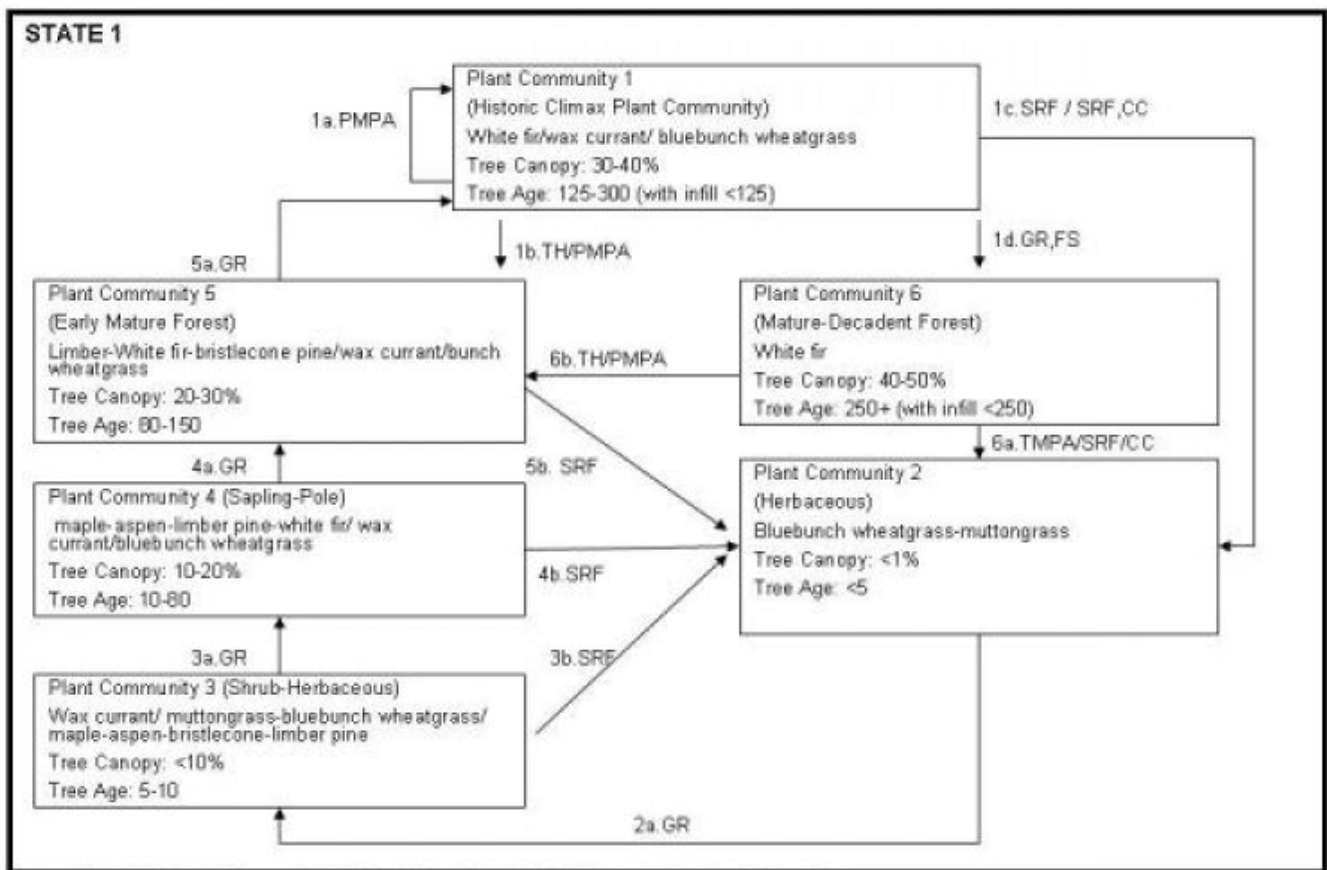 STATE 1
Plant Community 1
(Historic Climax Plant Community)
White fir/wax currant/ bluebunch wheatgrass
Tree Canopy: 30-40%
Tree Age: 125-300 (with infill <125)
1a.PMPA
1c.SRF / SRF,CC
1b.TH/PMPA
1d.GR,FS
5a.GR
Plant Community 5
(Early Mature Forest)
Limber-White fir-bristlecone pine/wax currant/bunch
wheatgrass
Tree Canopy: 20-30%
Tree Age: 80-150
6b.TH/PMPA
Plant Community 6
(Mature-Decadent Forest)
White fir
Tree Canopy: 40-50%
Tree Age: 250+ (with infill <250)
6a.TMPA/SRF/CC
4a.GR
5b. SRF
Plant Community 4 (Sapling-Pole)
maple-aspen-limber pine-white fir/ wax
currant/bluebunch wheatgrass
Tree Canopy: 10-20%
Tree Age: 10-80
4b.SRF
Plant Community 2
(Herbaceous)
Bluebunch wheatgrass-muttongrass
Tree Canopy: <1%
Tree Age: <5
3a.GR
3b.SRF
Plant Community 3 (Shrub-Herbaceous)
Wax currant/ muttongrass-bluebunch wheatgrass/
maple-aspen-bristlecone-limber pine
Tree Canopy: <10%
Tree Age: 5-10
2a.GR